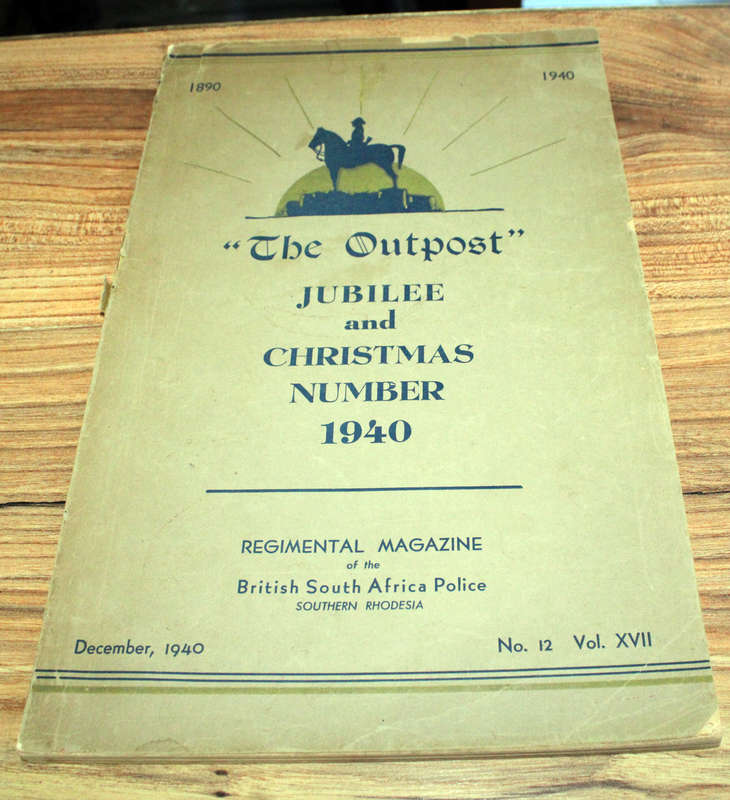 1890 1940
"The Outpost"
JUBILEE
and
CHRISTMAS
NUMBER
1940
REGIMENTAL MAGAZINE
of the
British South Africa Police
SOUTHERN RHODESIA
December, 1940 No. 12 Vol. XVII